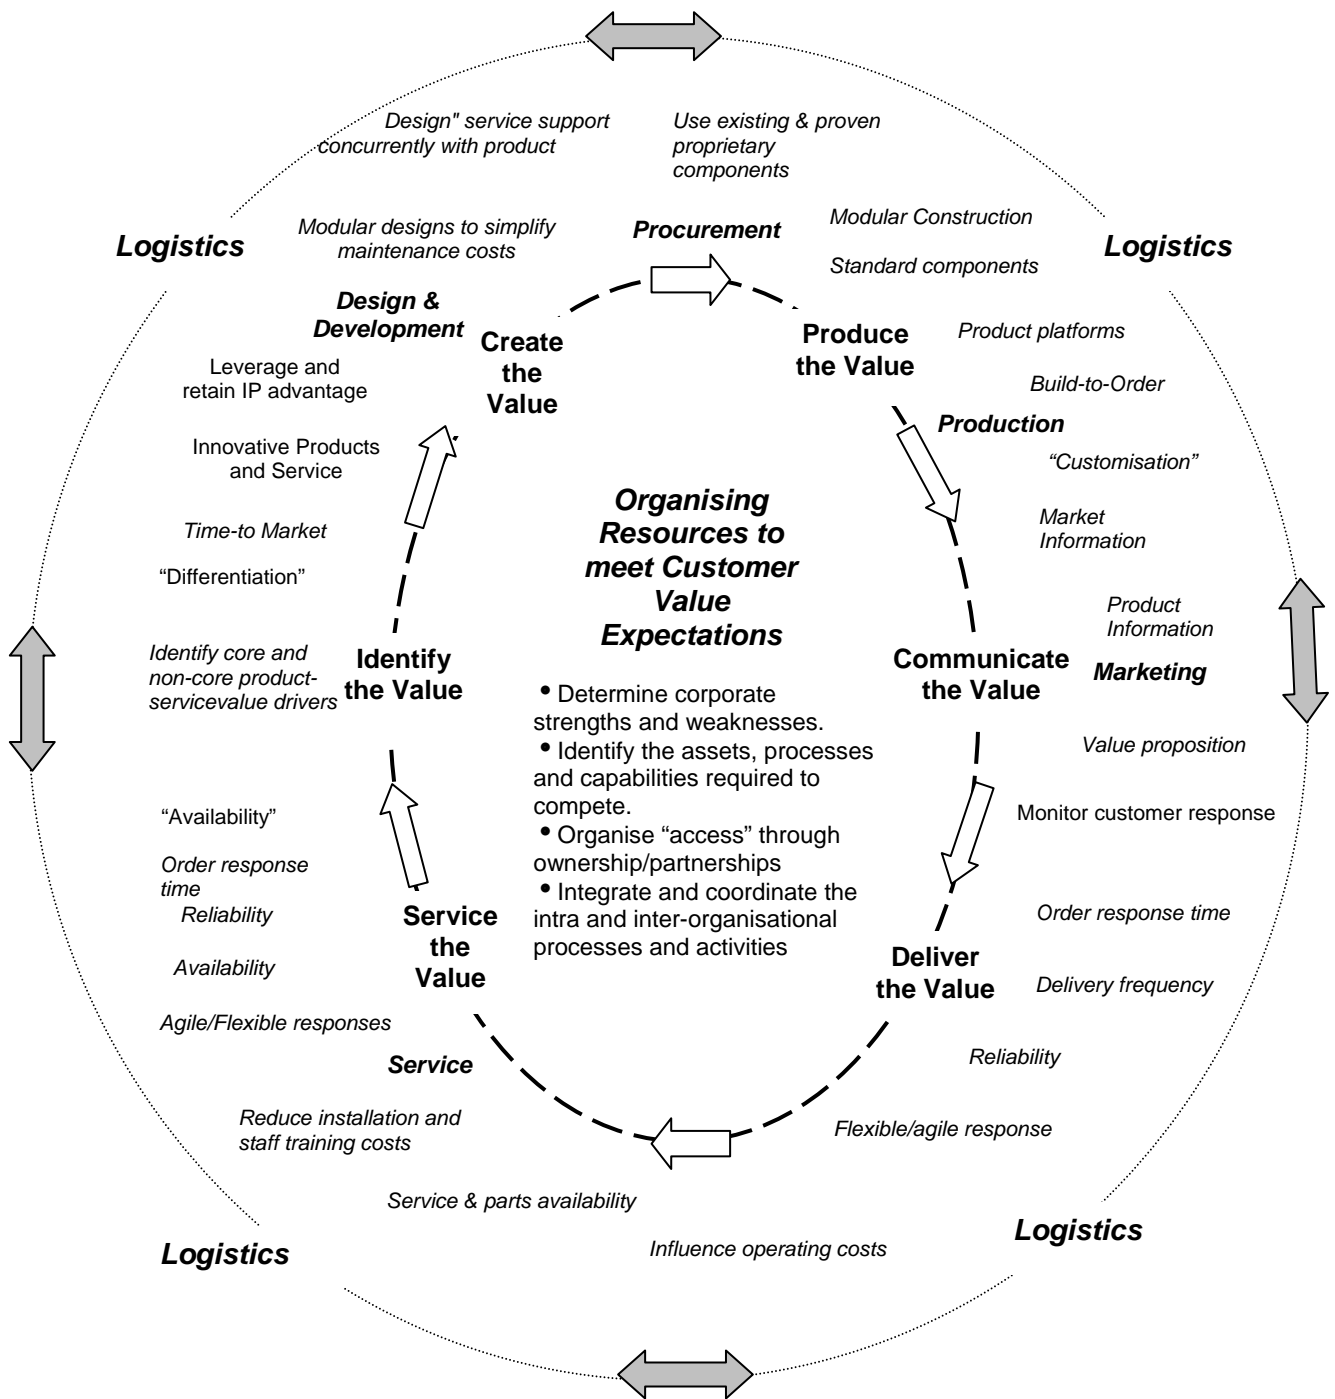 Design" service support
concurrently with product
Use existing & proven
proprietary
components
Modular designs to simplify
maintenance costs
Procurement
Modular Construction
Logistics
Logistics
Standard components
Design &
Development
Create
the
Value
Produce
the Value
Product platforms
Leverage and
retain IP advantage
Build-to-Order
Production
Innovative Products
and Service
“Customisation”
Organising
Resources to
meet Customer
Value
Expectations
Market
Information
Time-to Market
“Differentiation”
Product
Information
Identify core and
non-core product-
servicevalue drivers
Identify
the Value
Communicate
the Value
Marketing
• Determine corporate
strengths and weaknesses.
• Identify the assets, processes
and capabilities required to
compete.
• Organise “access” through
ownership/partnerships
• Integrate and coordinate the
intra and inter-organisational
processes and activities
Value proposition
“Availability”
Monitor customer response
Order response
time
Reliability
Service
the
Value
Order response time
Availability
Deliver
the Value
Delivery frequency
Agile/Flexible responses
Service
Reliability
Reduce installation and
staff training costs
Flexible/agile response
Service & parts availability
Logistics
Influence operating costs
Logistics